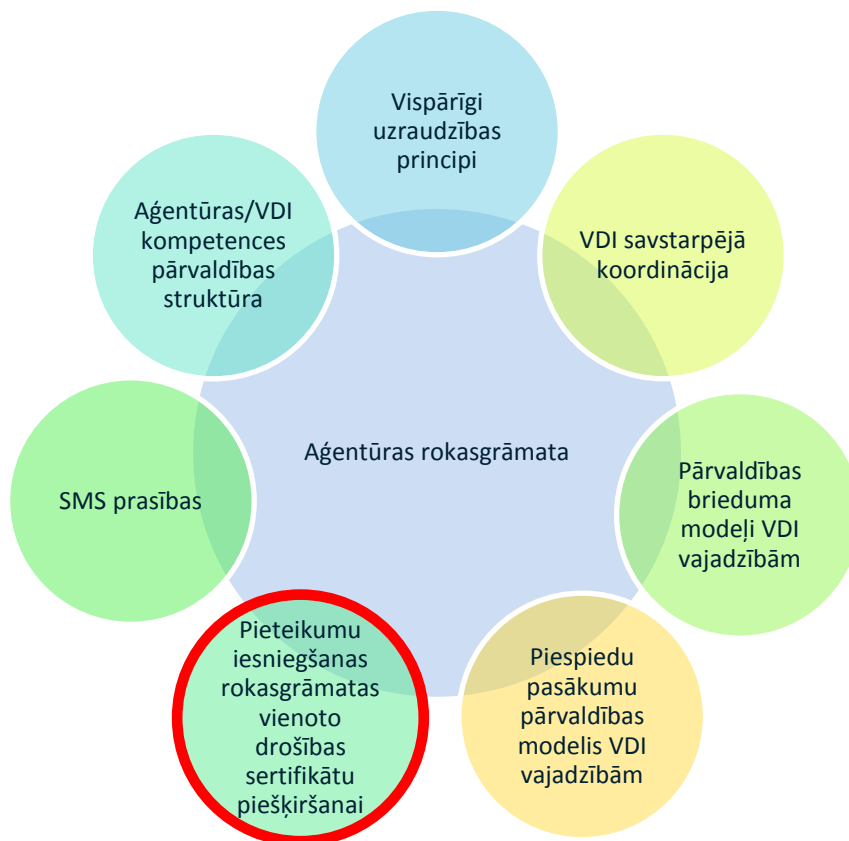 Vispārīgi
uzraudzības
principi
Aģentūras/VDI
kompetences
pārvaldības
struktūra
VDI savstarpējā
koordinācija
Aģentūras rokasgrāmata
SMS prasības
Pārvaldības
brieduma
modeļi VDI
vajadzībām
Pieteikumu
iesniegšanas
rokasgrāmatas
vienoto
drošības
sertifikātu
piešķiršanai
Piespiedu
pasākumu
pārvaldības
modelis VDI
vajadzībām